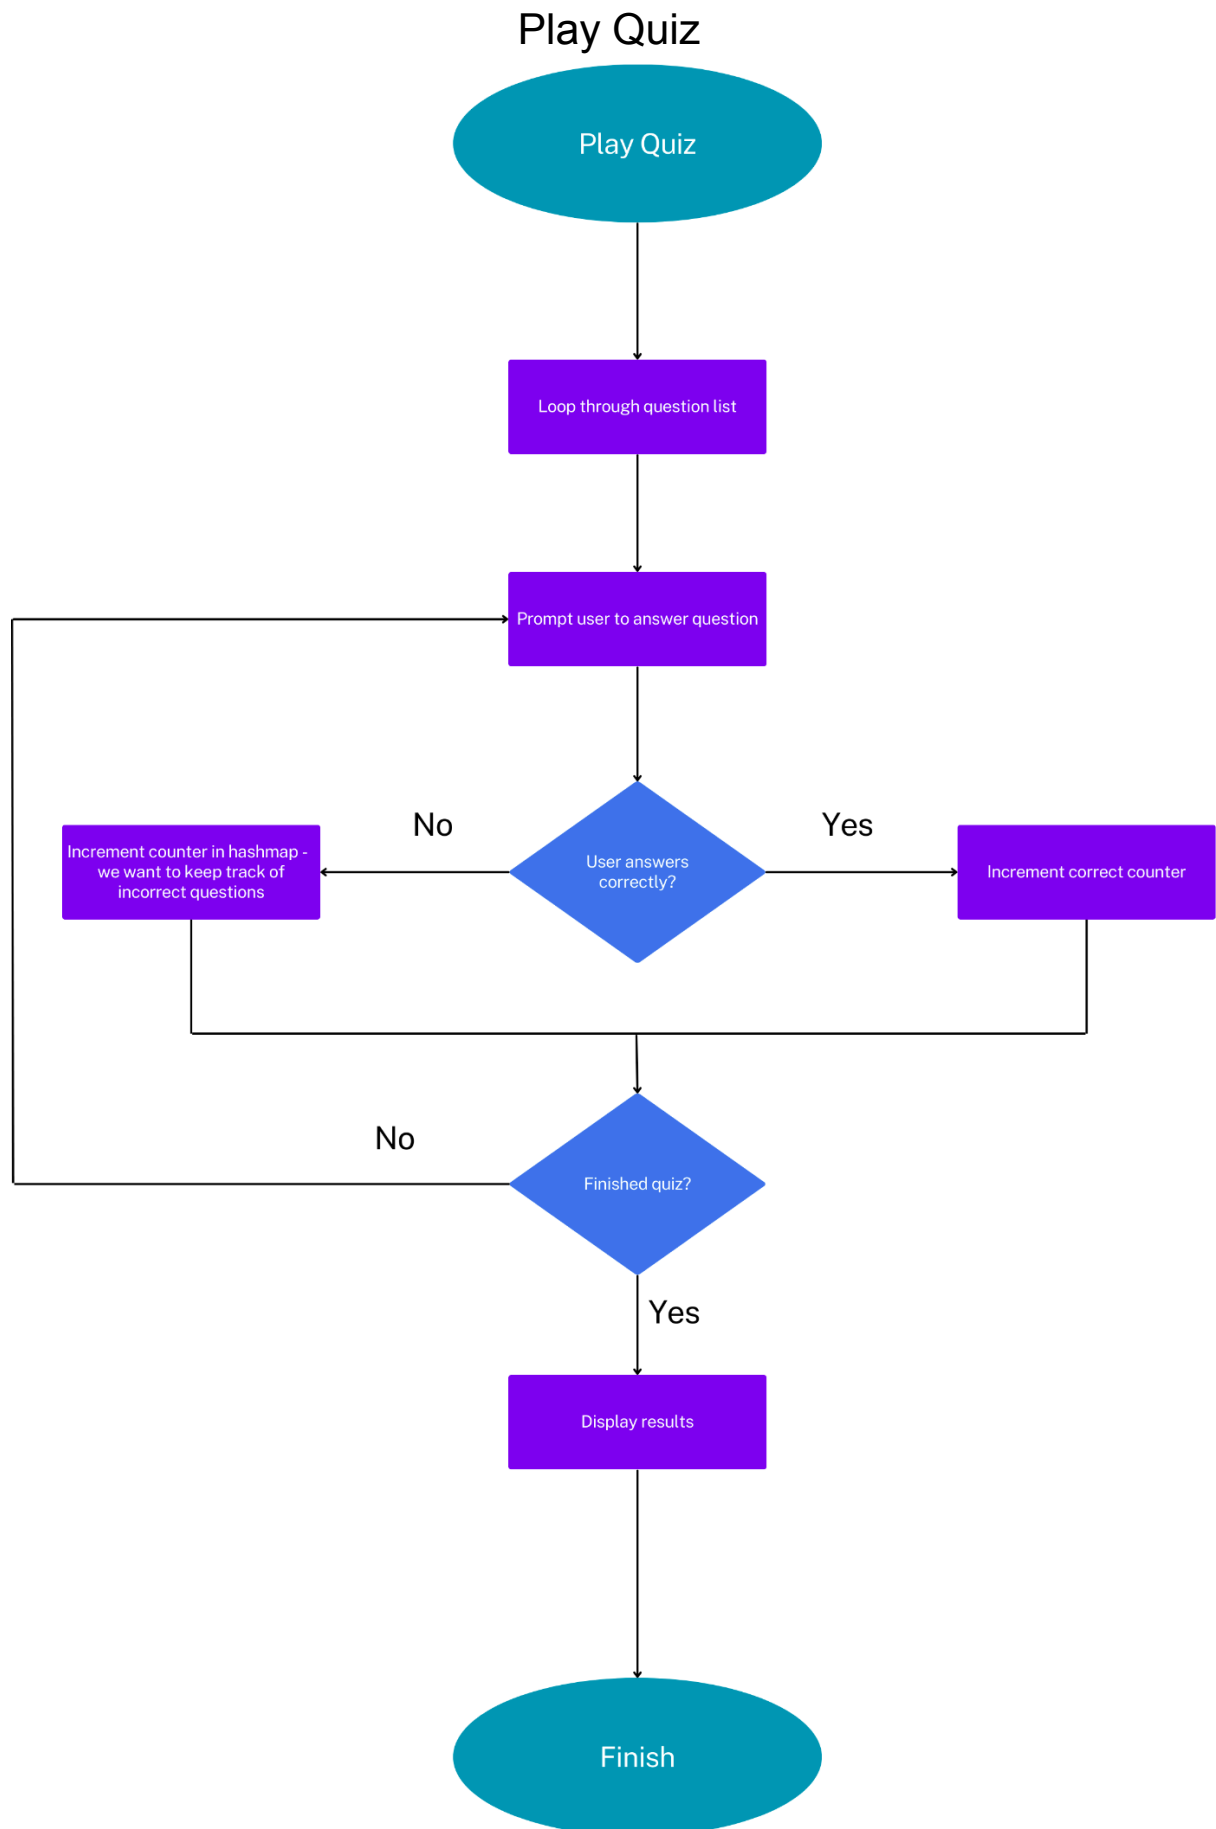 Play Quiz
Play Quiz
Loop through question list
Prompt user to answer question
No
Yes
Increment counter in hashmap -
we want to keep track of
incorrect questions
User answers
correctly?
Increment correct counter
No
Finished quiz?
Yes
Display results
Finish